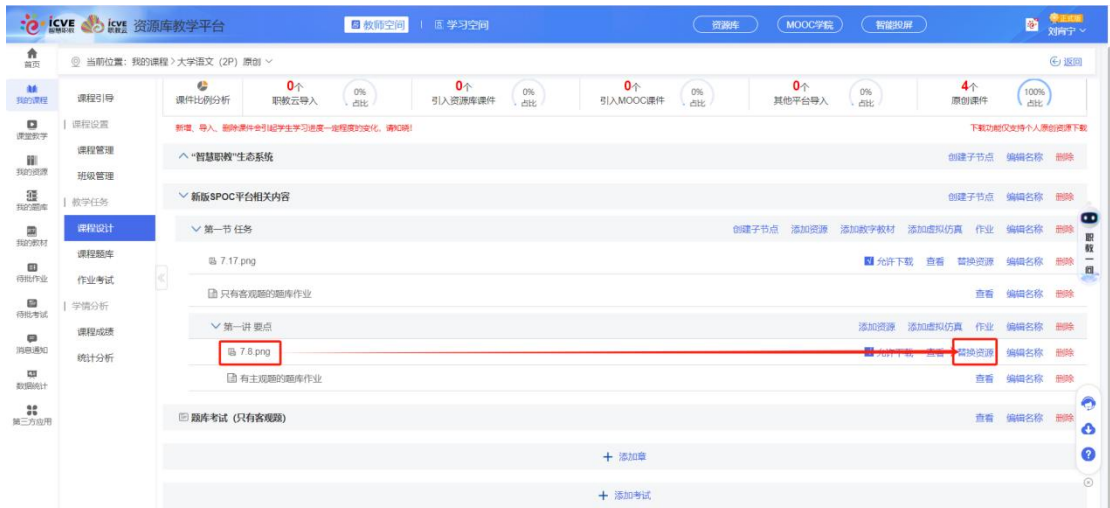 iCVE 智慧职教 icve 职教云 资源库教学平台 教师空间 学习空间 资源库 MOOC学院 智能投屏 正式版 刘肖宁
首页 当前位置：我的课程 > 大学语文（2P）原创 返回
我的课程
课堂教学
我的资源
我的题库
我的教材
待批作业
待批考试
消息通知
数据统计
第三方应用
课程引导
课程设置
课程管理
班级管理
教学任务
课程设计
课程题库
作业考试
学情分析
课程成绩
统计分析
课件比例分析 0个 职教云导入 0% 占比 0个 引入资源库课件 0% 占比 0个 引入MOOC课件 0% 占比 0个 其他平台导入 0% 占比 4个 原创课件 100% 占比
新增、导入、删除课件会引起学生学习进度一定程度的变化，请知晓! 下载功能仅支持个人原创资源下载
“智慧职教”生态系统 创建子节点 编辑名称 删除
新版SPOC平台相关内容 创建子节点 编辑名称 删除
第一节 任务 创建子节点 添加资源 添加数字教材 添加虚拟仿真 作业 编辑名称 删除
7.17.png 允许下载 查看 替换资源 编辑名称 删除
只有客观题的题库作业 查看 编辑名称 删除
第一讲 要点 添加资源 添加虚拟仿真 作业 编辑名称 删除
7.8.png 允许下载 查看 替换资源 编辑名称 删除
有主观题的题库作业 查看 编辑名称 删除
题库考试（只有客观题） 查看 编辑名称 删除
+ 添加章
+ 添加考试
职教一问